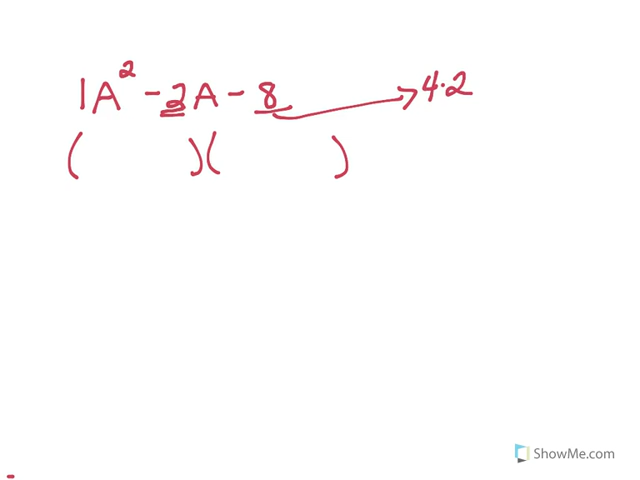 1A² - 2A - 8 → 4·2
(          )(          )
ShowMe.com